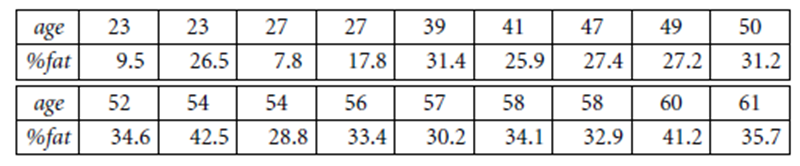 age 23 23 27 27 39 41 47 49 50
%fat 9.5 26.5 7.8 17.8 31.4 25.9 27.4 27.2 31.2
age 52 54 54 56 57 58 58 60 61
%fat 34.6 42.5 28.8 33.4 30.2 34.1 32.9 41.2 35.7